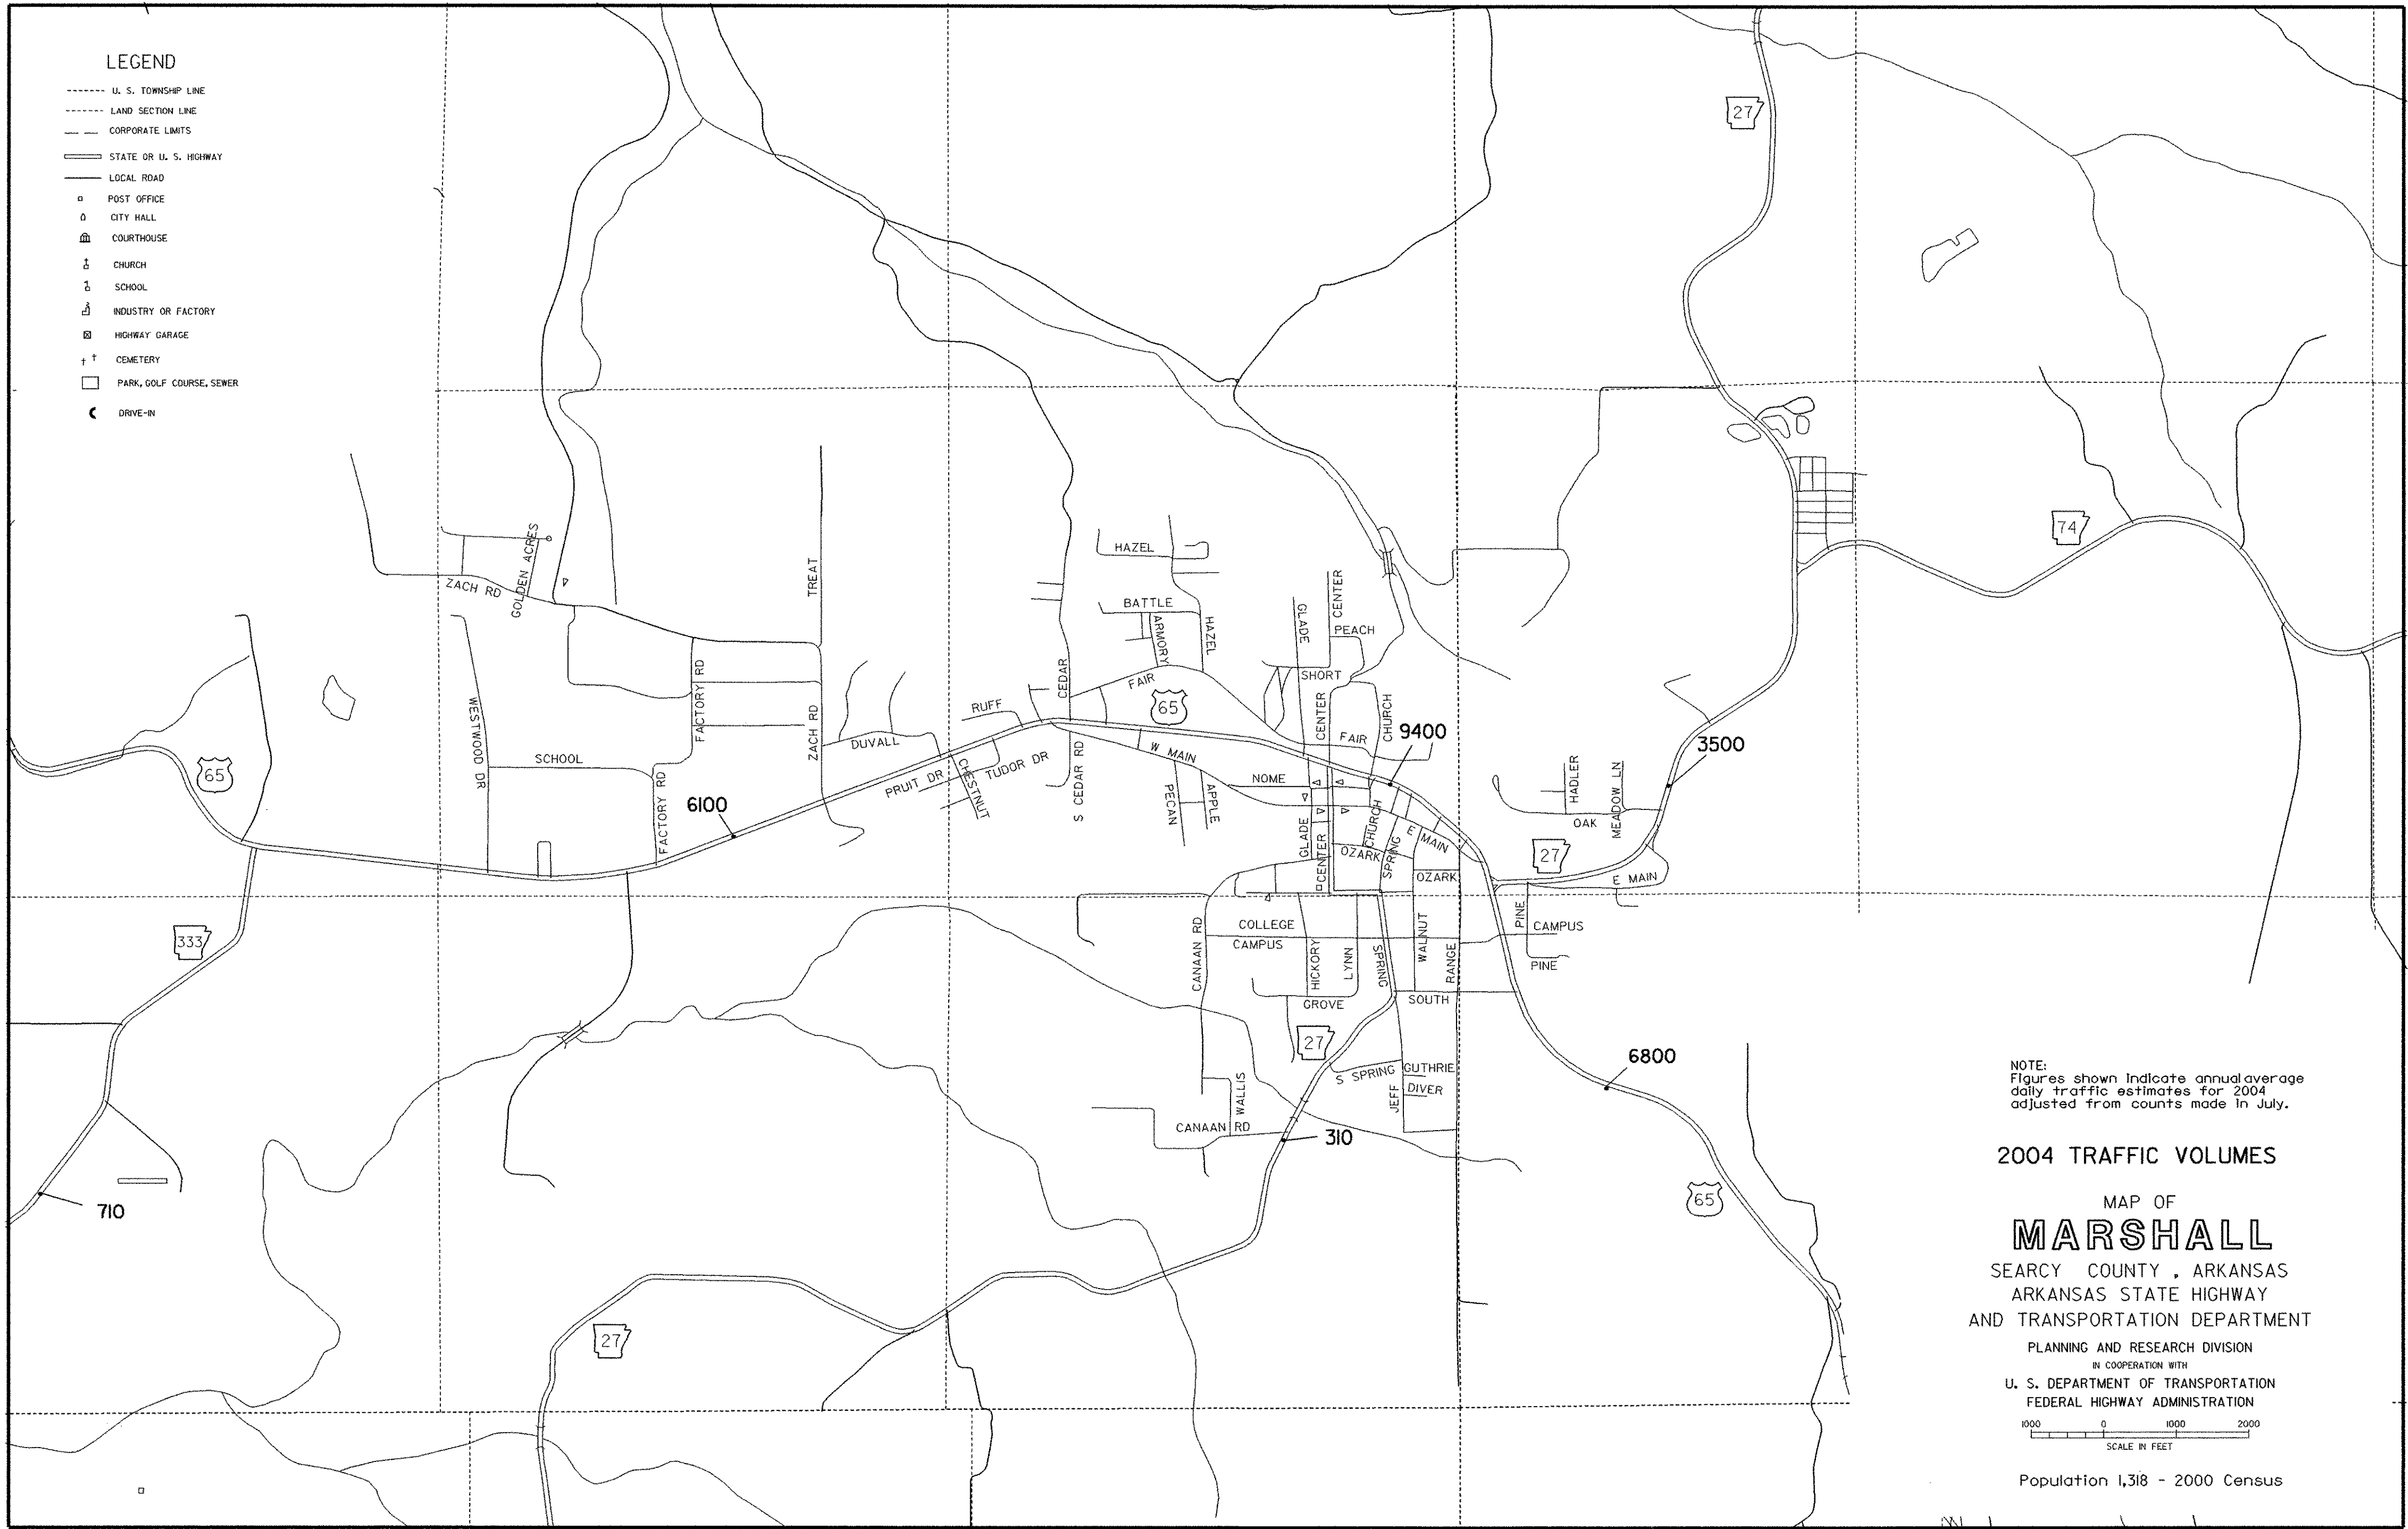 LEGEND
U. S. TOWNSHIP LINE
LAND SECTION LINE
CORPORATE LIMITS
STATE OR U. S. HIGHWAY
LOCAL ROAD
POST OFFICE
CITY HALL
COURTHOUSE
CHURCH
SCHOOL
INDUSTRY OR FACTORY
HIGHWAY GARAGE
CEMETERY
PARK, GOLF COURSE, SEWER
DRIVE-IN
27
74
HAZEL
GOLDEN ACRES
ZACH RD
TREAT
BATTLE
ARMORY
HAZEL
GLADE
CENTER
PEACH
SHORT
CEDAR
FAIR
65
RUFF
FACTORY RD
WESTWOOD DR
ZACH RD
DUVALL
CENTER
CHURCH
FAIR
9400
3500
65
SCHOOL
W MAIN
NOME
TUDOR DR
PRUIT DR
CHESTNUT
S CEDAR RD
PECAN
APPLE
HADLER
MEADOW LN
OAK
6100
FACTORY RD
GLADE
CENTER
CHURCH
SPRING
E MAIN
OZARK
OZARK
27
E MAIN
333
COLLEGE
CAMPUS
CANAAN RD
HICKORY
LYNN
SPRING
WALNUT
RANGE
PINE
CAMPUS
PINE
GROVE
SOUTH
27
S SPRING
GUTHRIE
DIVER
JEFF
WALLIS
CANAAN RD
310
6800
65
710
27
NOTE:
Figures shown indicate annual average
daily traffic estimates for 2004
adjusted from counts made in July.
2004 TRAFFIC VOLUMES
MAP OF
MARSHALL
SEARCY COUNTY , ARKANSAS
ARKANSAS STATE HIGHWAY
AND TRANSPORTATION DEPARTMENT
PLANNING AND RESEARCH DIVISION
IN COOPERATION WITH
U. S. DEPARTMENT OF TRANSPORTATION
FEDERAL HIGHWAY ADMINISTRATION
1000 0 1000 2000
SCALE IN FEET
Population 1,318 - 2000 Census